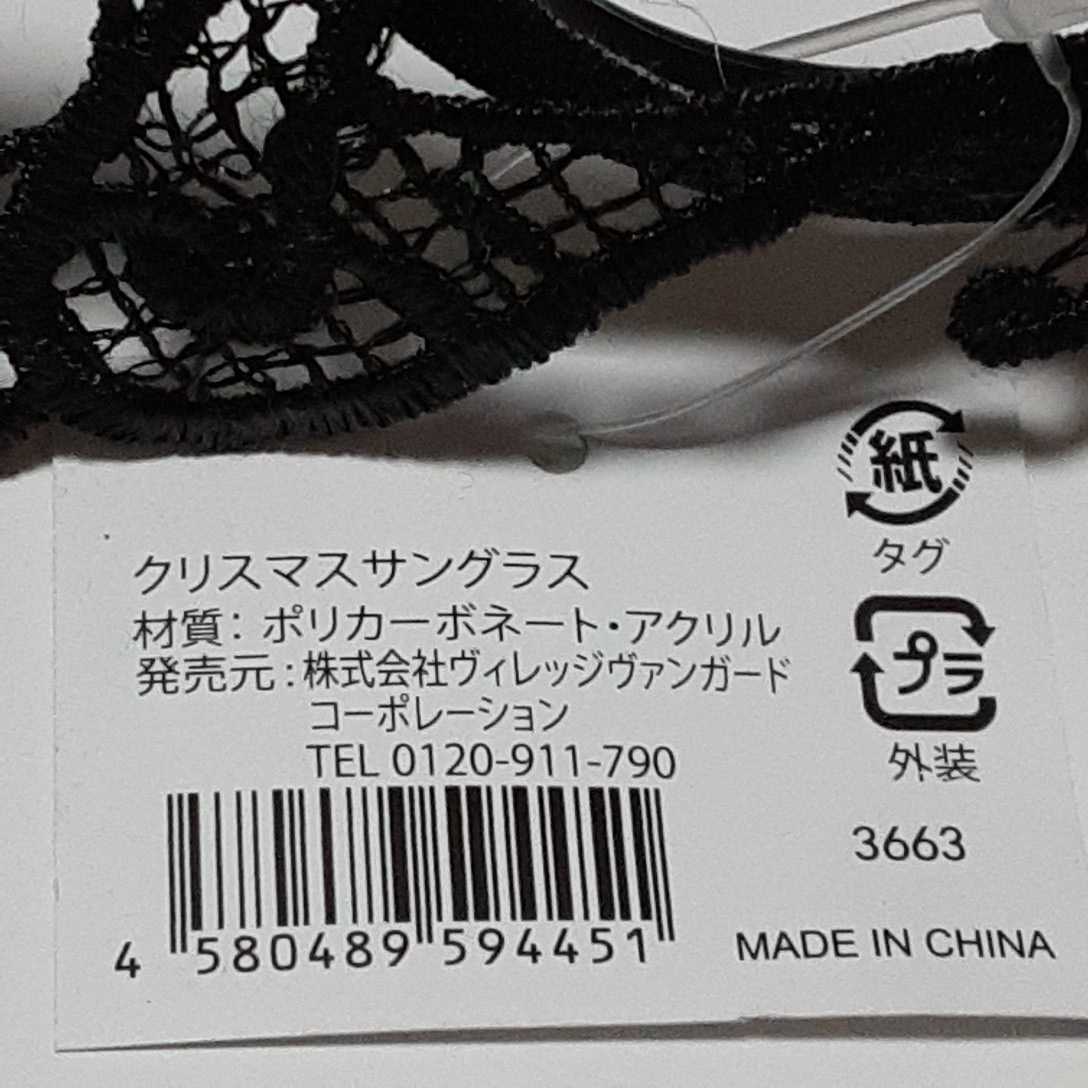 紙
タグ
クリスマスサングラス
材質：ポリカーボネート・アクリル
発売元：株式会社ヴィレッジヴァンガード
コーポレーション
TEL 0120-911-790
プラ
外装
3663
4 580489 594451
MADE IN CHINA